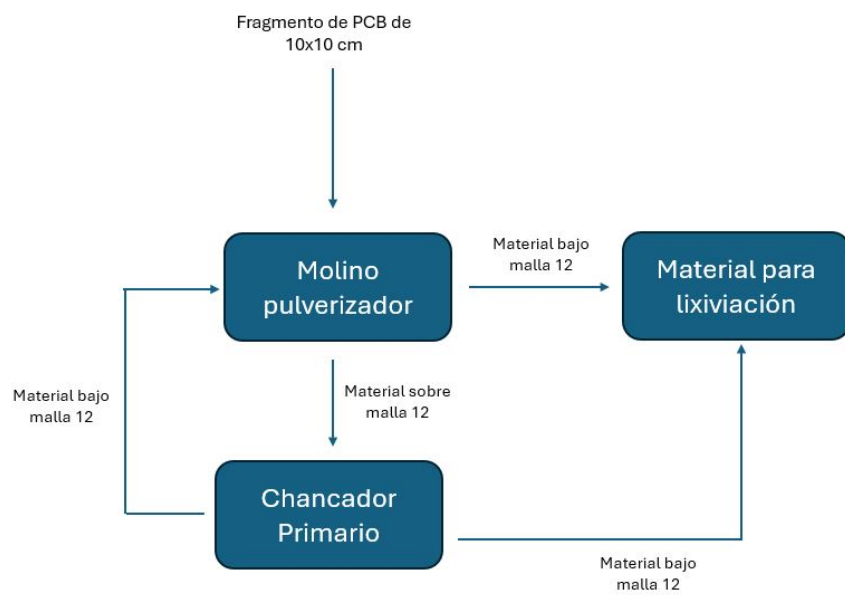 Fragmento de PCB de
10x10 cm
Molino
pulverizador
Material bajo
malla 12
Material para
lixiviación
Material bajo
malla 12
Material sobre
malla 12
Chancador
Primario
Material bajo
malla 12